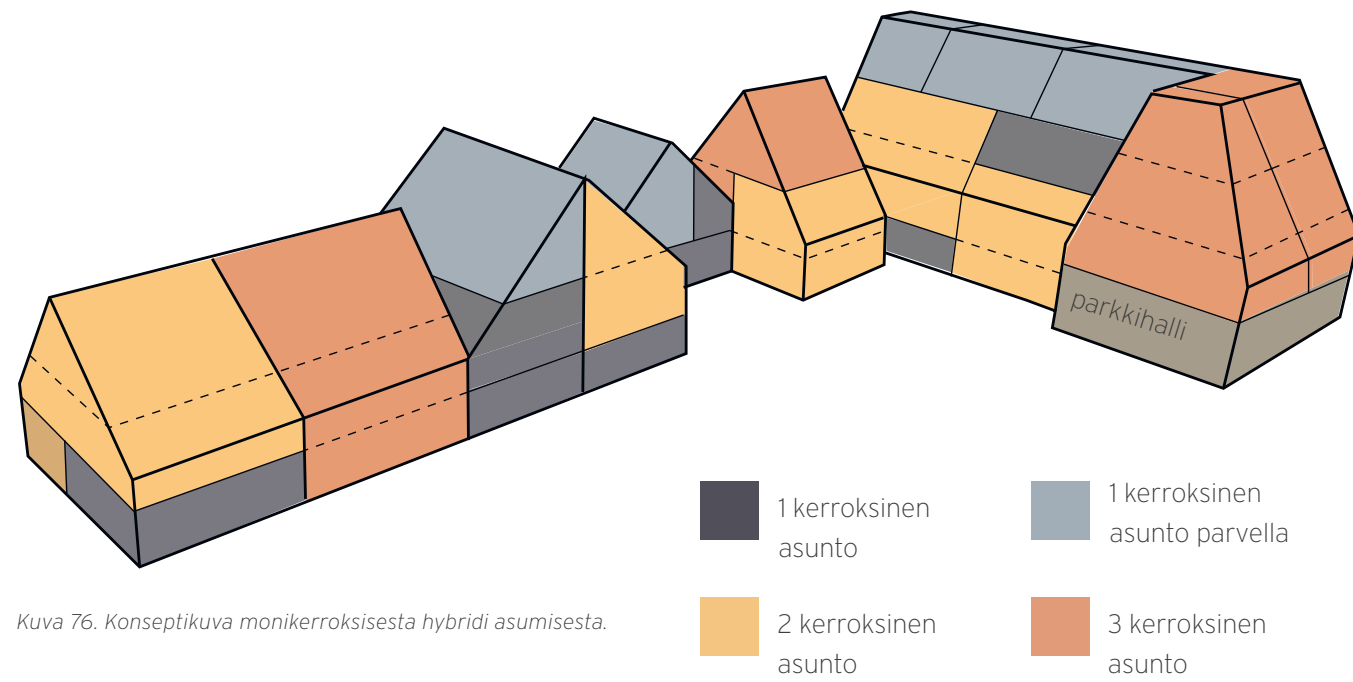 parkkihalli
1 kerroksinen
asunto
1 kerroksinen
asunto parvella
2 kerroksinen
asunto
3 kerroksinen
asunto
Kuva 76. Konseptikuva monikerroksisesta hybridi asumisesta.